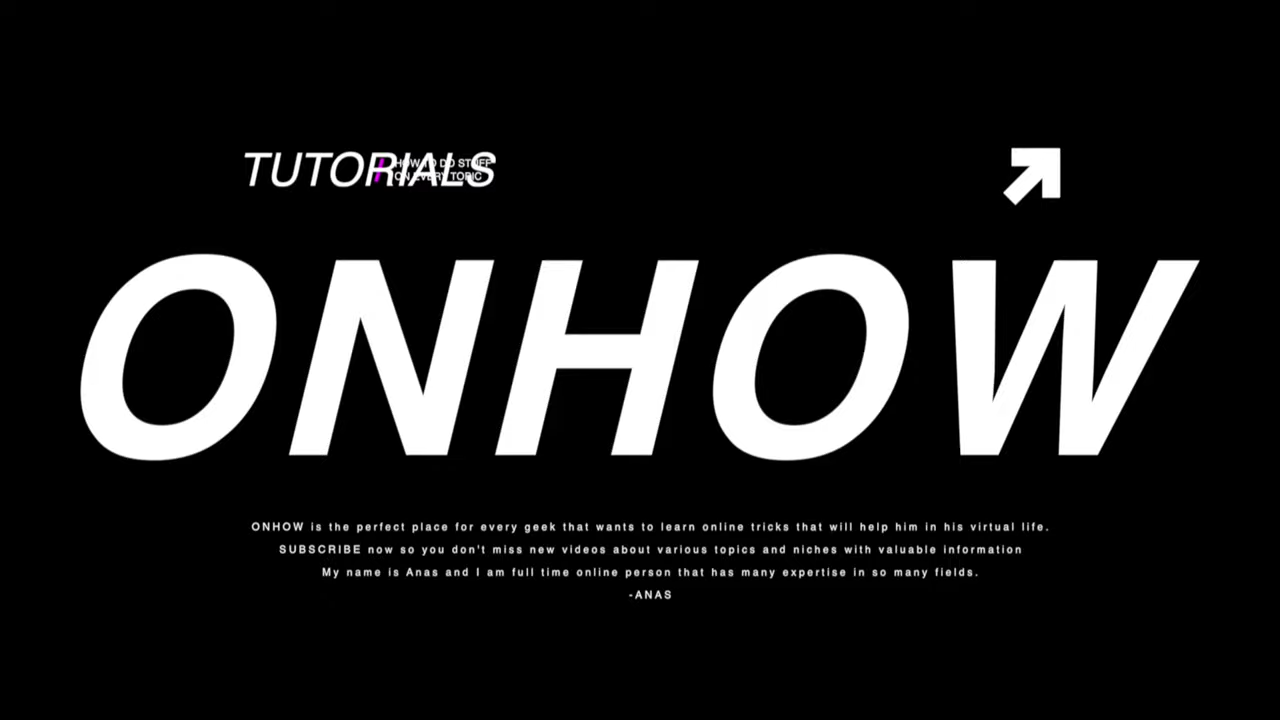 TUTORIALS
HOW TO DO STUFF
ON EVERY TOPIC
ONHOW
ONHOW is the perfect place for every geek that wants to learn online tricks that will help him in his virtual life.
SUBSCRIBE now so you don't miss new videos about various topics and niches with valuable information
My name is Anas and I am full time online person that has many expertise in so many fields.
-ANAS